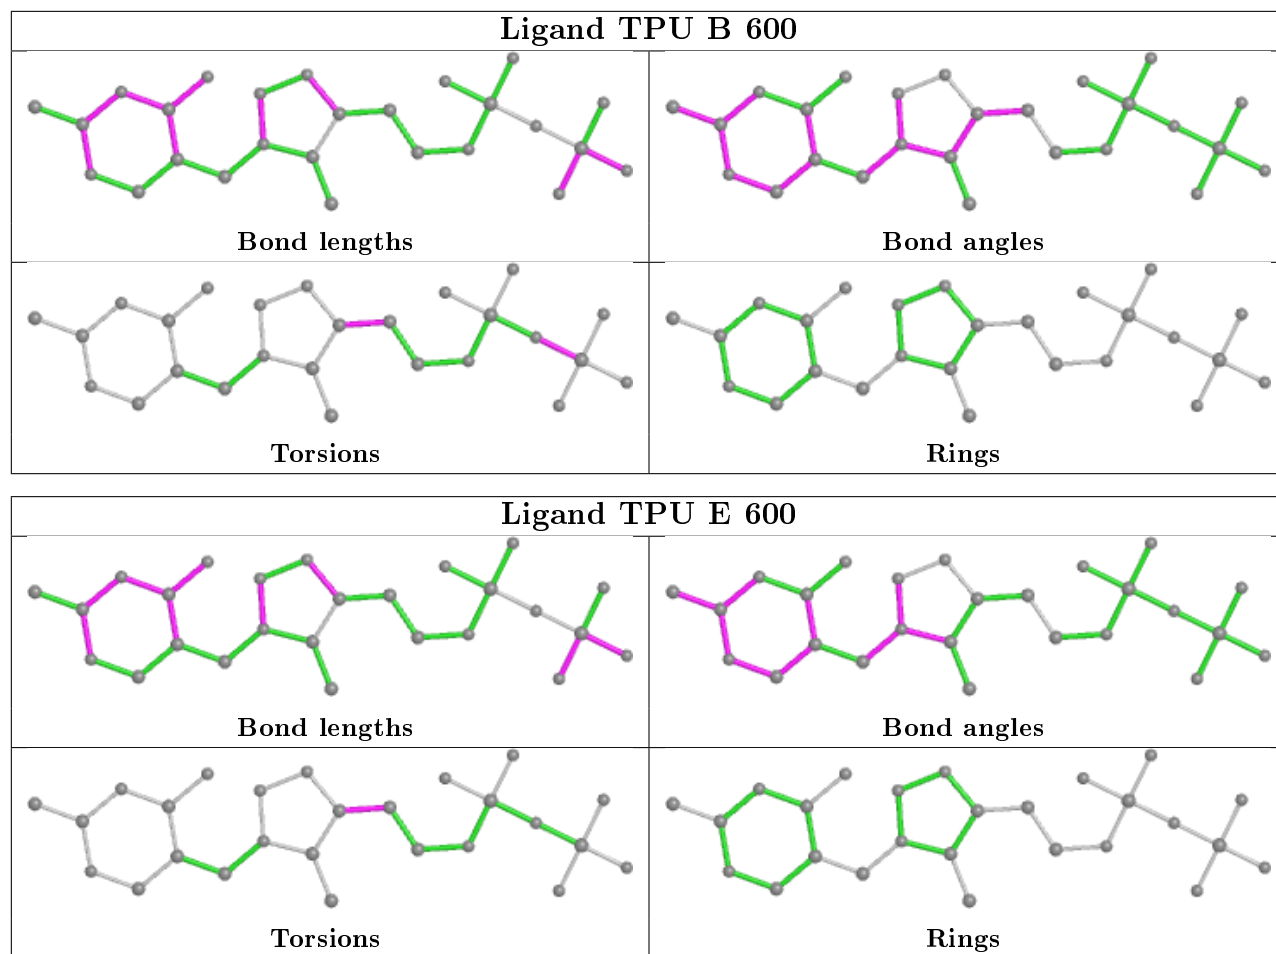 Ligand TPU B 600
Bond lengths
Bond angles
Torsions
Rings
Ligand TPU E 600
Bond lengths
Bond angles
Torsions
Rings